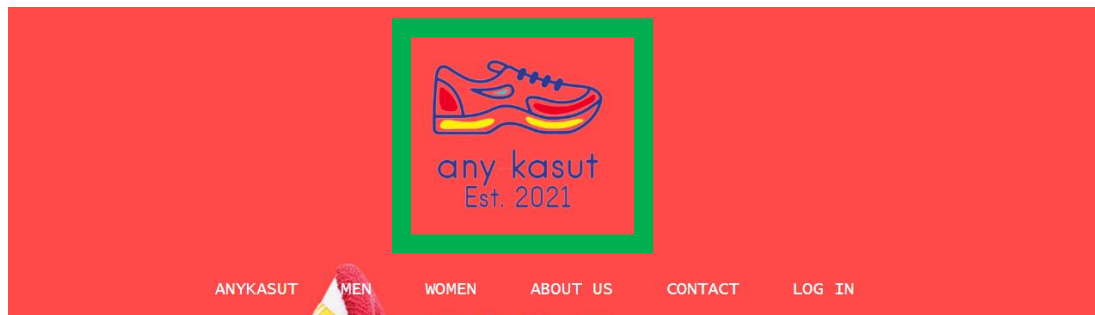 any kasut
Est. 2021
ANYKASUT MEN WOMEN ABOUT US CONTACT LOG IN